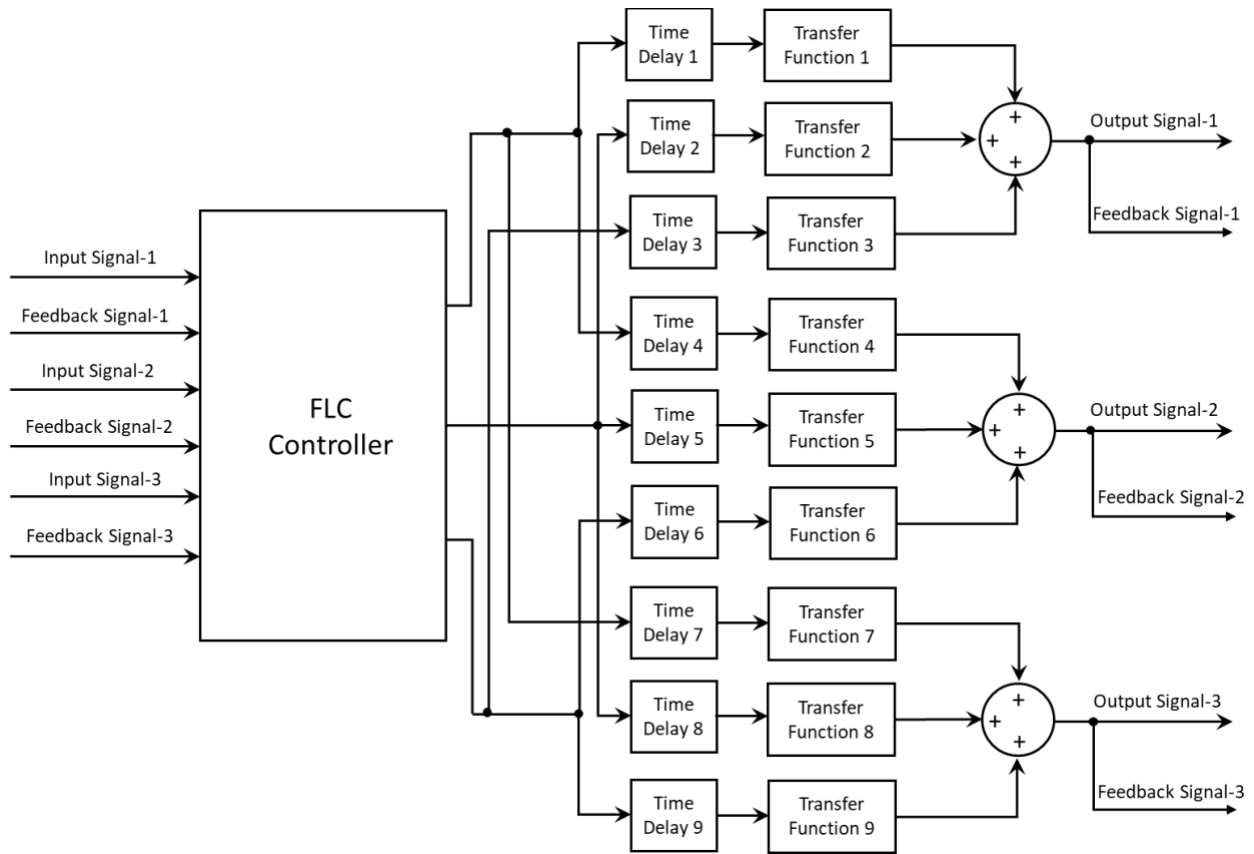 Input Signal-1
Feedback Signal-1
Input Signal-2
Feedback Signal-2
Input Signal-3
Feedback Signal-3
FLC
Controller
Time
Delay 1
Transfer
Function 1
Time
Delay 2
Transfer
Function 2
Time
Delay 3
Transfer
Function 3
+
+
+
Output Signal-1
Feedback Signal-1
Time
Delay 4
Transfer
Function 4
Time
Delay 5
Transfer
Function 5
Time
Delay 6
Transfer
Function 6
+
+
+
Output Signal-2
Feedback Signal-2
Time
Delay 7
Transfer
Function 7
Time
Delay 8
Transfer
Function 8
Time
Delay 9
Transfer
Function 9
+
+
+
Output Signal-3
Feedback Signal-3